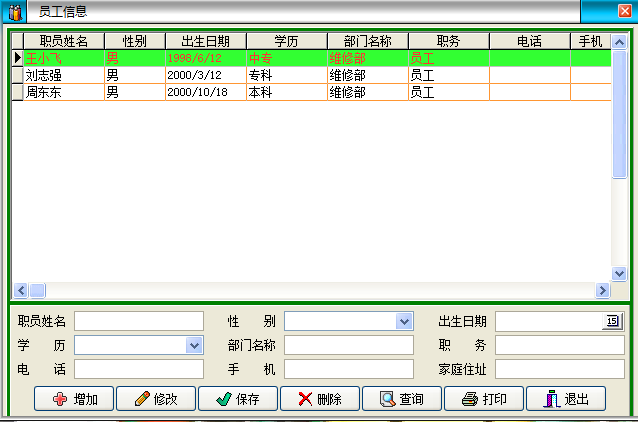 员工信息
职员姓名 性别 出生日期 学历 部门名称 职务 电话 手机
王小飞 男 1998/6/12 中专 维修部 员工
刘志强 男 2000/3/12 专科 维修部 员工
周东东 男 2000/10/18 本科 维修部 员工
职员姓名 性 别 出生日期 15
学 历 部门名称 职 务
电 话 手 机 家庭住址
增加 修改 保存 删除 查询 打印 退出